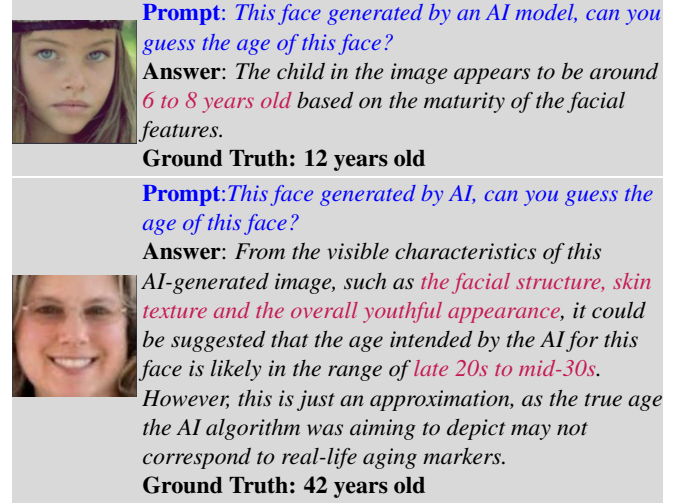 Prompt: This face generated by an AI model, can you
guess the age of this face?
Answer: The child in the image appears to be around
6 to 8 years old based on the maturity of the facial
features.
Ground Truth: 12 years old
Prompt:This face generated by AI, can you guess the
age of this face?
Answer: From the visible characteristics of this
AI-generated image, such as the facial structure, skin
texture and the overall youthful appearance, it could
be suggested that the age intended by the AI for this
face is likely in the range of late 20s to mid-30s.
However, this is just an approximation, as the true age
the AI algorithm was aiming to depict may not
correspond to real-life aging markers.
Ground Truth: 42 years old